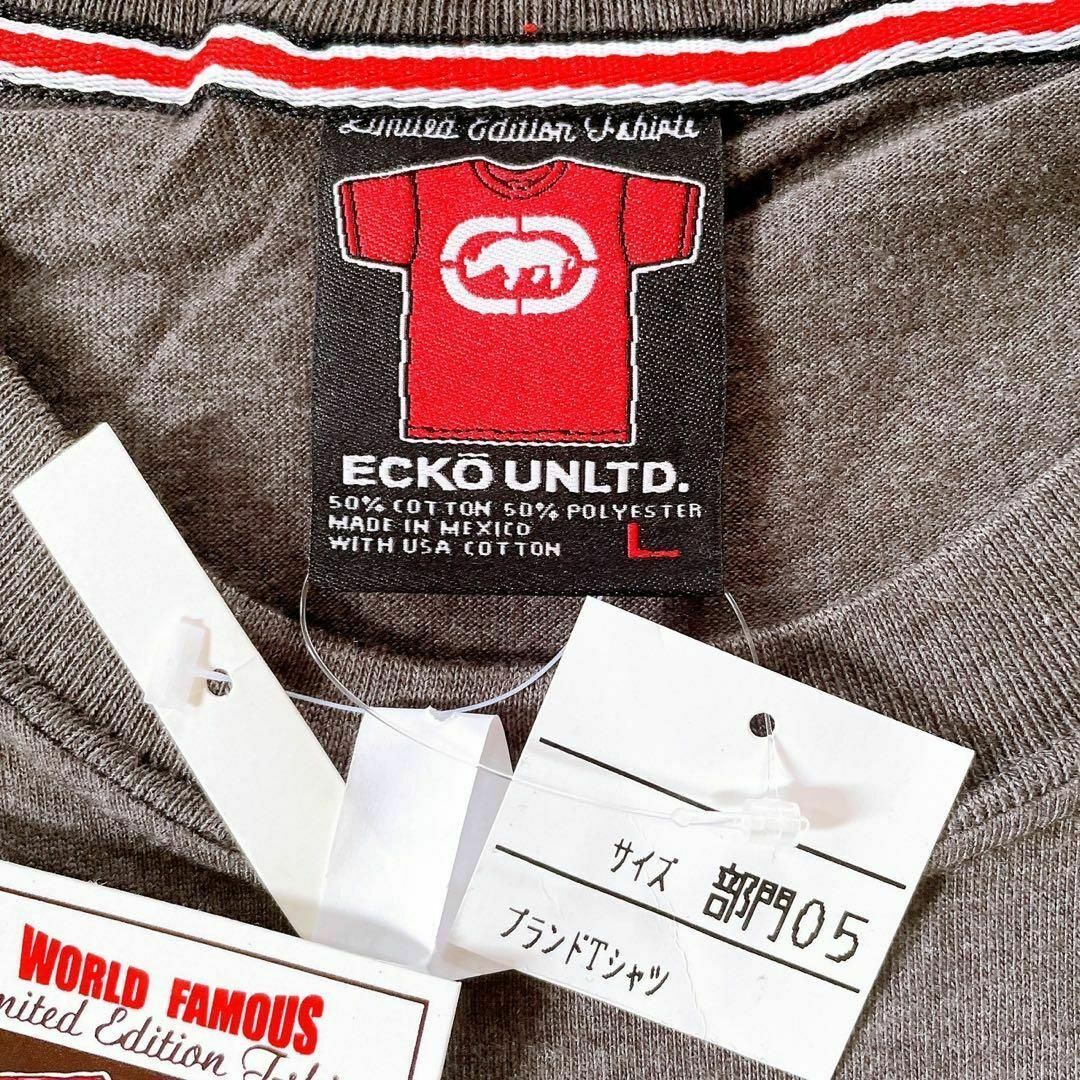 Limited Edition T-shirts
ECKŌ UNLTD.
50% COTTON 50% POLYESTER
MADE IN MEXICO
WITH USA COTTON
L
サイズ 部門05
ブランドTシャツ
WORLD FAMOUS
Limited Edition T-shi